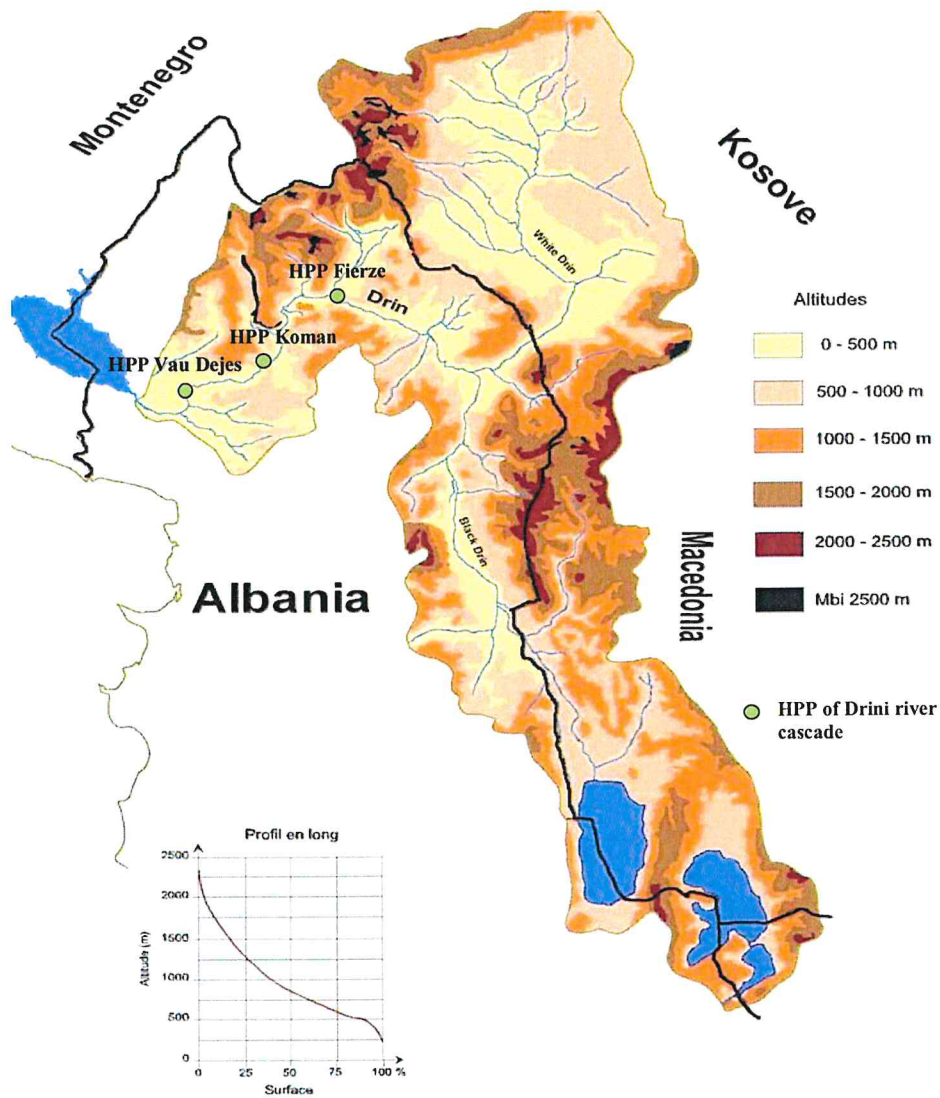 Montenegro
Kosove
White Drin
HPP Fierze
Drin
HPP Koman
HPP Vau Dejes
Black Drin
Albania
Macedonia
Altitudes
0 - 500 m
500 - 1000 m
1000 - 1500 m
1500 - 2000 m
2000 - 2500 m
Mbi 2500 m
HPP of Drini river
cascade
Profil en long
Altitude (m)
2500
2000
1500
1000
500
0
0 25 50 75 100 %
Surface